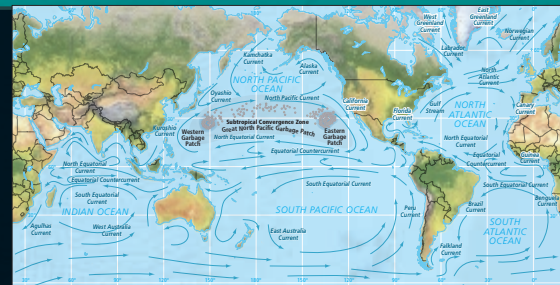 West
Greenland
Current
East
Greenland
Current
Norwegian
Current
Labrador
Current
Kamchatka
Current
Alaska
Current
NORTH PACIFIC
OCEAN
North
Atlantic
Current
Oyashio
Current
North Pacific Current
California
Current
Florida
Current
Gulf
Stream
NORTH
ATLANTIC
OCEAN
Canary
Current
Kuroshio
Current
Western
Garbage
Patch
Subtropical Convergence Zone
Great North Pacific Garbage Patch
Eastern
Garbage
Patch
North Equatorial Current
Equatorial Countercurrent
North Equatorial
Current
Equatorial
Countercurrent
Guinea
Current
North Equatorial
Current
Equatorial Countercurrent
South Equatorial
Current
South Equatorial Current
South Equatorial Current
INDIAN OCEAN
SOUTH PACIFIC OCEAN
Peru
Current
Brazil
Current
Benguela
Current
Agulhas
Current
West Australia
Current
East Australia
Current
SOUTH
ATLANTIC
OCEAN
Falkland
Current